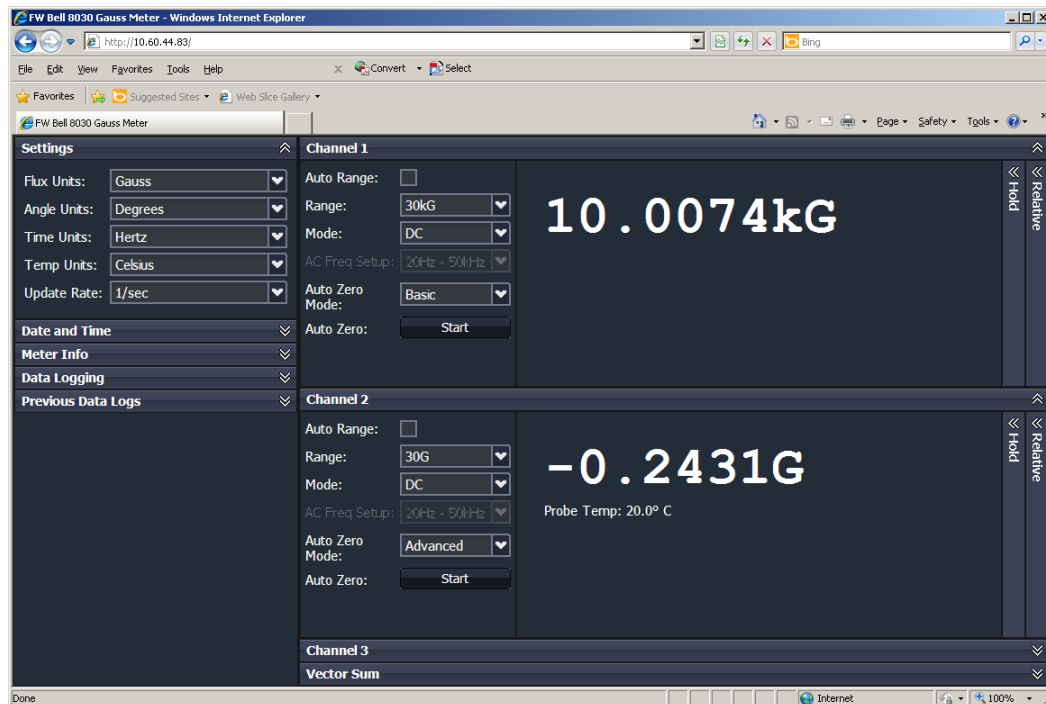 FW Bell 8030 Gauss Meter - Windows Internet Explorer
http://10.60.44.83/
Bing
File Edit View Favorites Tools Help
Convert Select
Favorites Suggested Sites Web Slice Gallery
FW Bell 8030 Gauss Meter
Page Safety Tools
Settings
Flux Units: Gauss
Angle Units: Degrees
Time Units: Hertz
Temp Units: Celsius
Update Rate: 1/sec
Date and Time
Meter Info
Data Logging
Previous Data Logs
Channel 1
Auto Range:
Range: 30kG
Mode: DC
AC Freq Setup: 20Hz - 50kHz
Auto Zero
Mode: Basic
Auto Zero: Start
10.0074kG
Hold
Relative
Channel 2
Auto Range:
Range: 30G
Mode: DC
AC Freq Setup: 20Hz - 50kHz
Auto Zero
Mode: Advanced
Auto Zero: Start
-0.2431G
Probe Temp: 20.0° C
Hold
Relative
Channel 3
Vector Sum
Done
Internet
100%